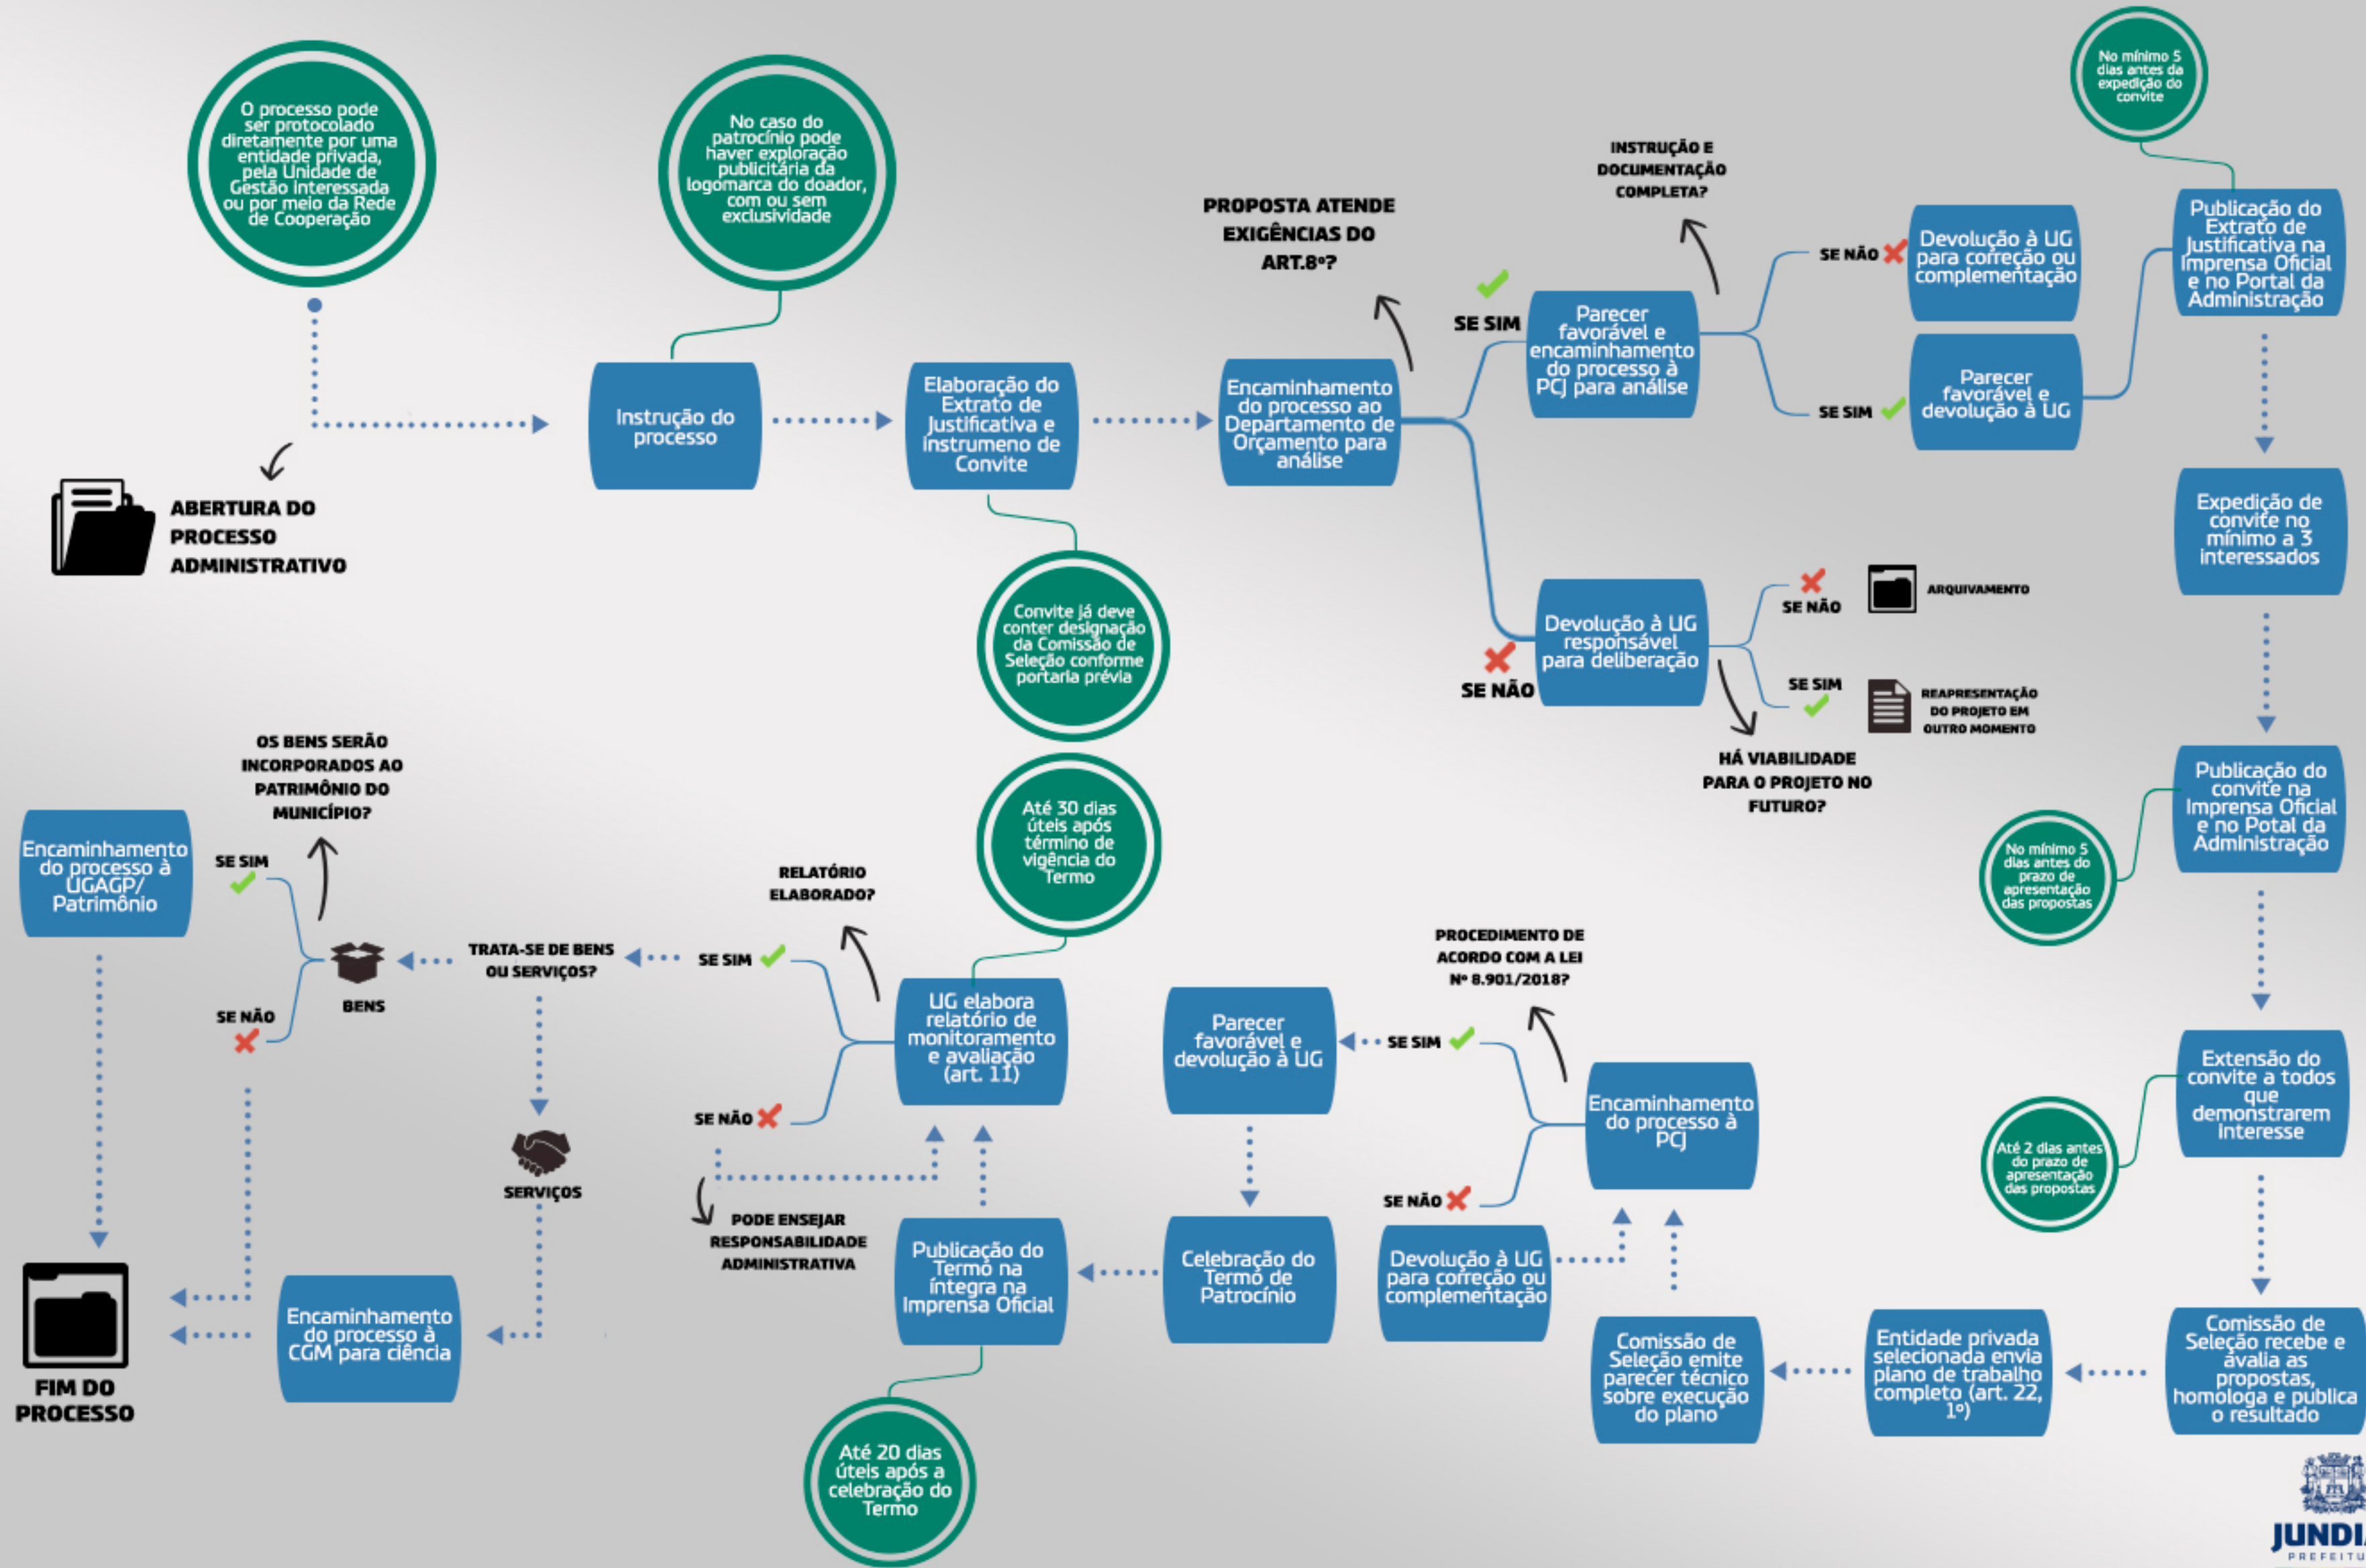 O processo pode
ser protocolado
diretamente por uma
entidade privada,
pela Unidade de
Gestão interessada
ou por meio da Rede
de Cooperação
ABERTURA DO
PROCESSO
ADMINISTRATIVO
No caso do
patrocínio pode
haver exploração
publicitária da
logomarca do doador,
com ou sem
exclusividade
Instrução do
processo
Elaboração do
Extrato de
Justificativa e
Instrumeno de
Convite
Convite já deve
conter designação
da Comissão de
Seleção conforme
portaria prévia
PROPOSTA ATENDE
EXIGÊNCIAS DO
ART.8º?
Encaminhamento
do processo ao
Departamento de
Orçamento para
análise
SE SIM
Parecer
favorável e
encaminhamento
do processo à
PCJ para análise
INSTRUÇÃO E
DOCUMENTAÇÃO
COMPLETA?
SE NÃO
Devolução à UG
para correção ou
complementação
SE SIM
Parecer
favorável e
devolução à UG
SE NÃO
Devolução à UG
responsável
para deliberação
SE NÃO
ARQUIVAMENTO
SE SIM
REAPRESENTAÇÃO
DO PROJETO EM
OUTRO MOMENTO
HÁ VIABILIDADE
PARA O PROJETO NO
FUTURO?
No mínimo 5
dias antes da
expedição do
convite
Publicação do
Extrato de
Justificativa na
Imprensa Oficial
e no Portal da
Administração
Expedição de
convite no
mínimo a 3
interessados
Publicação do
convite na
Imprensa Oficial
e no Potal da
Administração
No mínimo 5
dias antes do
prazo de
apresentação
das propostas
Extensão do
convite a todos
que
demonstrarem
interesse
Até 2 dias antes
do prazo de
apresentação
das propostas
Comissão de
Seleção recebe e
avalia as
propostas,
homologa e publica
o resultado
Entidade privada
selecionada envia
plano de trabalho
completo (art. 22,
1º)
Comissão de
Seleção emite
parecer técnico
sobre execução
do plano
Encaminhamento
do processo à
PCJ
PROCEDIMENTO DE
ACORDO COM A LEI
Nº 8.901/2018?
SE SIM
Parecer
favorável e
devolução à UG
SE NÃO
Devolução à UG
para correção ou
complementação
Celebração do
Termo de
Patrocínio
Publicação do
Termo na
íntegra na
Imprensa Oficial
Até 20 dias
úteis após a
celebração do
Termo
Até 30 dias
úteis após
término de
vigência do
Termo
UG elabora
relatório de
monitoramento
e avaliação
(art. 11)
RELATÓRIO
ELABORADO?
SE SIM
SE NÃO
PODE ENSEJAR
RESPONSABILIDADE
ADMINISTRATIVA
TRATA-SE DE BENS
OU SERVIÇOS?
SERVIÇOS
BENS
OS BENS SERÃO
INCORPORADOS AO
PATRIMÔNIO DO
MUNICÍPIO?
SE SIM
SE NÃO
Encaminhamento
do processo à
UGAGP/
Patrimônio
Encaminhamento
do processo à
CGM para ciência
FIM DO
PROCESSO
JUNDI
PREFEITU